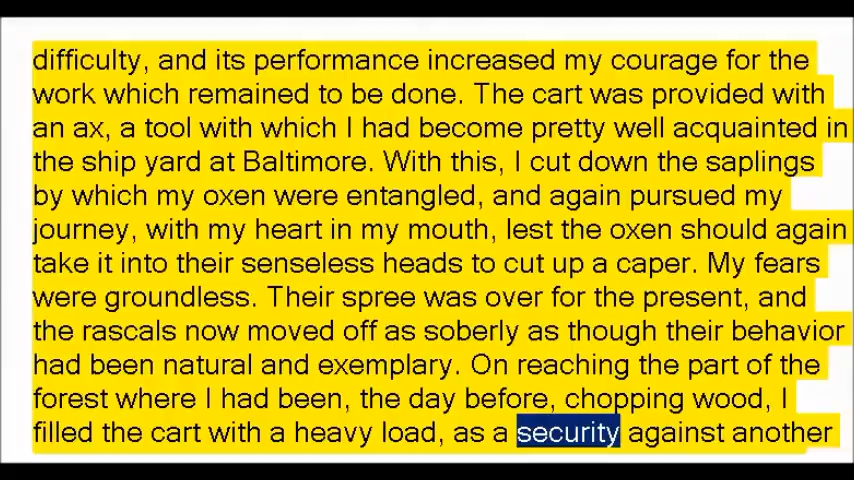 difficulty, and its performance increased my courage for the
work which remained to be done. The cart was provided with
an ax, a tool with which I had become pretty well acquainted in
the ship yard at Baltimore. With this, I cut down the saplings
by which my oxen were entangled, and again pursued my
journey, with my heart in my mouth, lest the oxen should again
take it into their senseless heads to cut up a caper. My fears
were groundless. Their spree was over for the present, and
the rascals now moved off as soberly as though their behavior
had been natural and exemplary. On reaching the part of the
forest where I had been, the day before, chopping wood, I
filled the cart with a heavy load, as a security against another